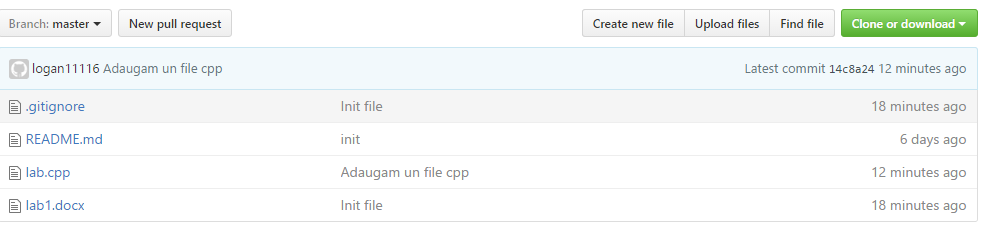 Branch: master New pull request Create new file Upload files Find file Clone or download
logan11116 Adaugam un file cpp Latest commit 14c8a24 12 minutes ago
.gitignore Init file 18 minutes ago
README.md init 6 days ago
lab.cpp Adaugam un file cpp 12 minutes ago
lab1.docx Init file 18 minutes ago